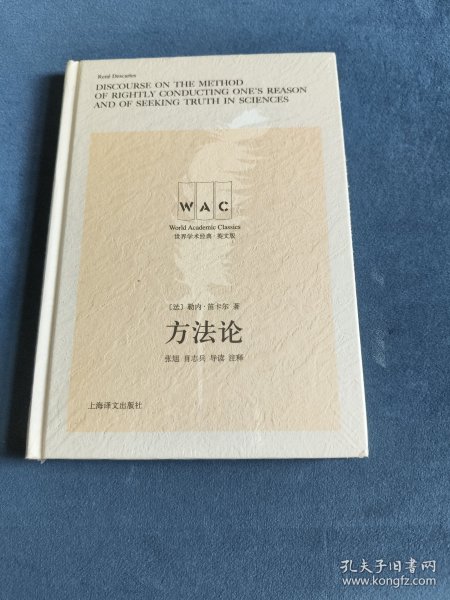 René Descartes
DISCOURSE ON THE METHOD
OF RIGHTLY CONDUCTING ONE'S REASON
AND OF SEEKING TRUTH IN SCIENCES
WAC
World Academic Classics
世界学术经典·英文版
〔法〕勒内·笛卡尔 著
方法论
张旭 肖志兵 导读 注释
上海译文出版社
孔夫子旧书网
www.kongfz.com